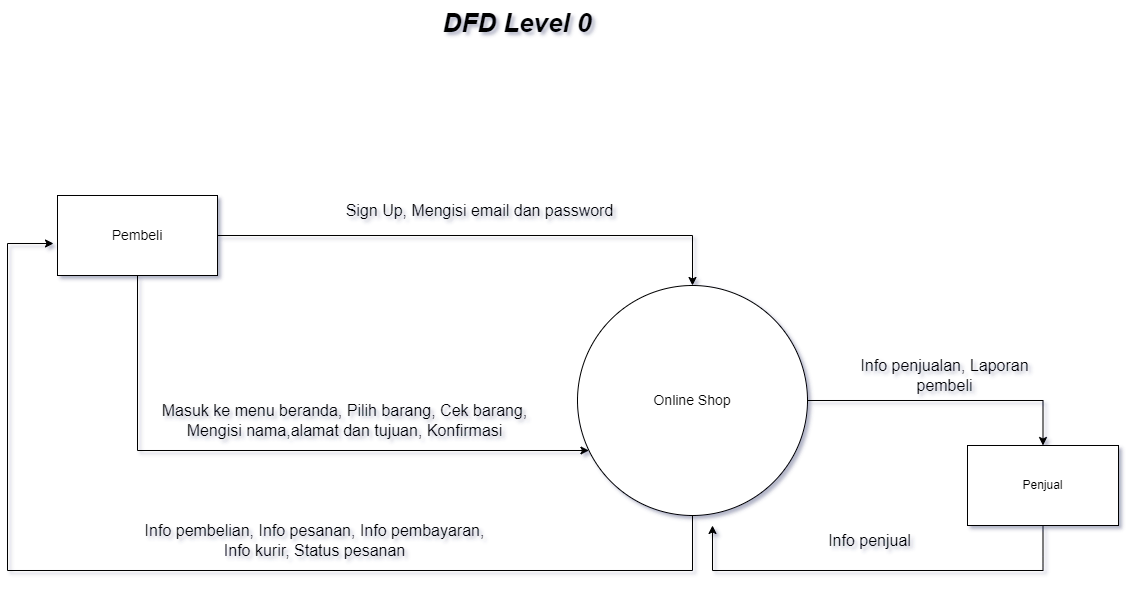 DFD Level 0
Pembeli
Sign Up, Mengisi email dan password
Masuk ke menu beranda, Pilih barang, Cek barang,
Mengisi nama,alamat dan tujuan, Konfirmasi
Online Shop
Info penjualan, Laporan
pembeli
Penjual
Info penjual
Info pembelian, Info pesanan, Info pembayaran,
Info kurir, Status pesanan